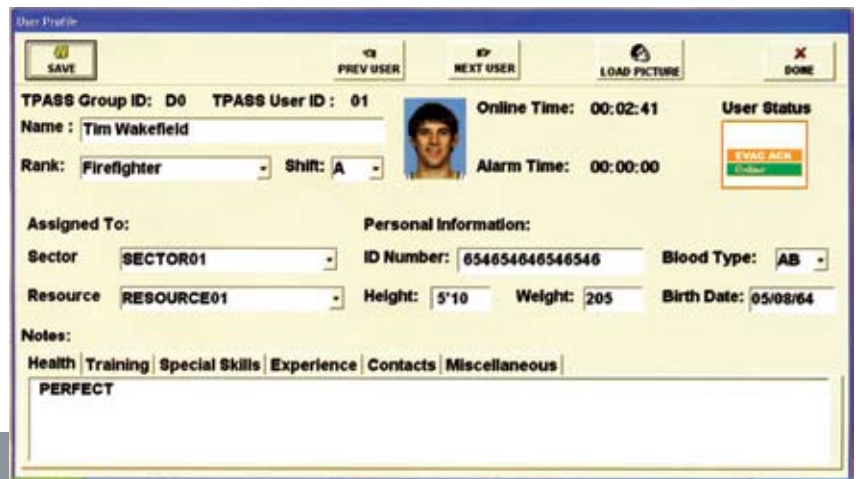 User Profile
SAVE PREV USER NEXT USER LOAD PICTURE DONE
TPASS Group ID: D0 TPASS User ID : 01 Online Time: 00:02:41 User Status
Name : Tim Wakefield
EVAC ACK
Rank: Firefighter Shift: A Alarm Time: 00:00:00 Online
Assigned To: Personal Information:
Sector SECTOR01 ID Number: 654654646546546 Blood Type: AB
Resource RESOURCE01 Height: 5'10 Weight: 205 Birth Date: 05/08/64
Notes:
Health Training Special Skills Experience Contacts Miscellaneous
PERFECT